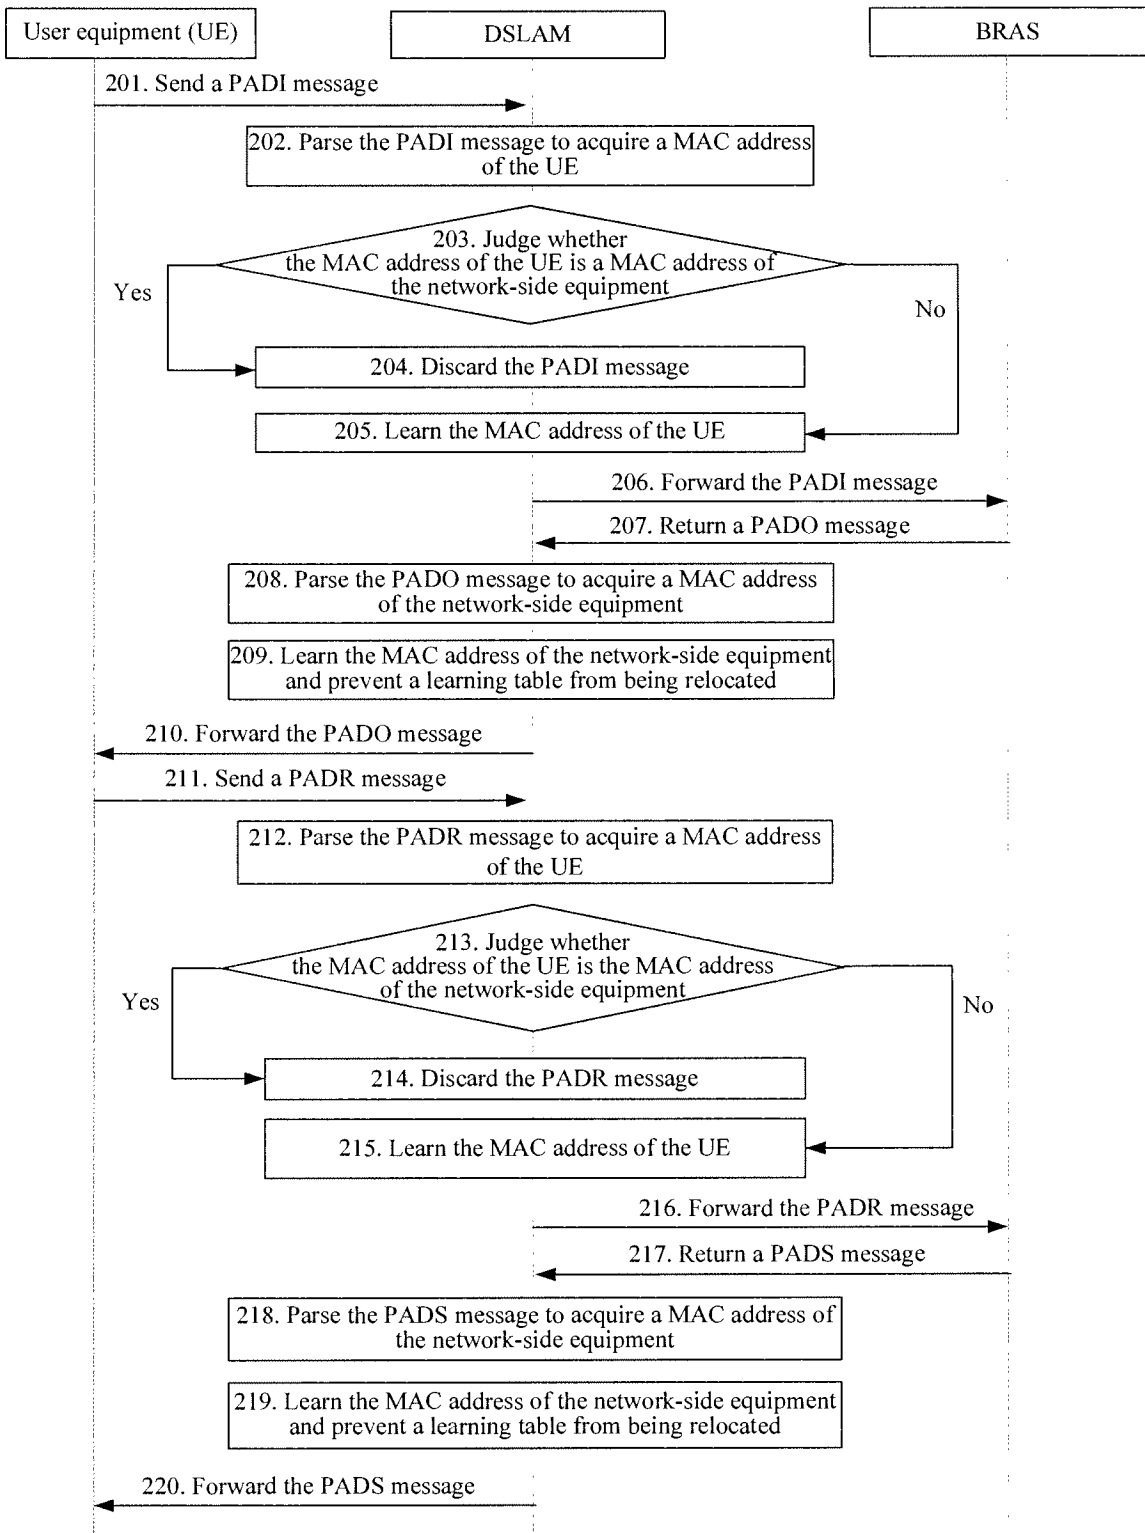 User equipment (UE)
DSLAM
BRAS
201. Send a PADI message
202. Parse the PADI message to acquire a MAC address
of the UE
203. Judge whether
the MAC address of the UE is a MAC address of
the network-side equipment
Yes
No
204. Discard the PADI message
205. Learn the MAC address of the UE
206. Forward the PADI message
207. Return a PADO message
208. Parse the PADO message to acquire a MAC address
of the network-side equipment
209. Learn the MAC address of the network-side equipment
and prevent a learning table from being relocated
210. Forward the PADO message
211. Send a PADR message
212. Parse the PADR message to acquire a MAC address
of the UE
213. Judge whether
the MAC address of the UE is the MAC address
of the network-side equipment
Yes
No
214. Discard the PADR message
215. Learn the MAC address of the UE
216. Forward the PADR message
217. Return a PADS message
218. Parse the PADS message to acquire a MAC address of
the network-side equipment
219. Learn the MAC address of the network-side equipment
and prevent a learning table from being relocated
220. Forward the PADS message